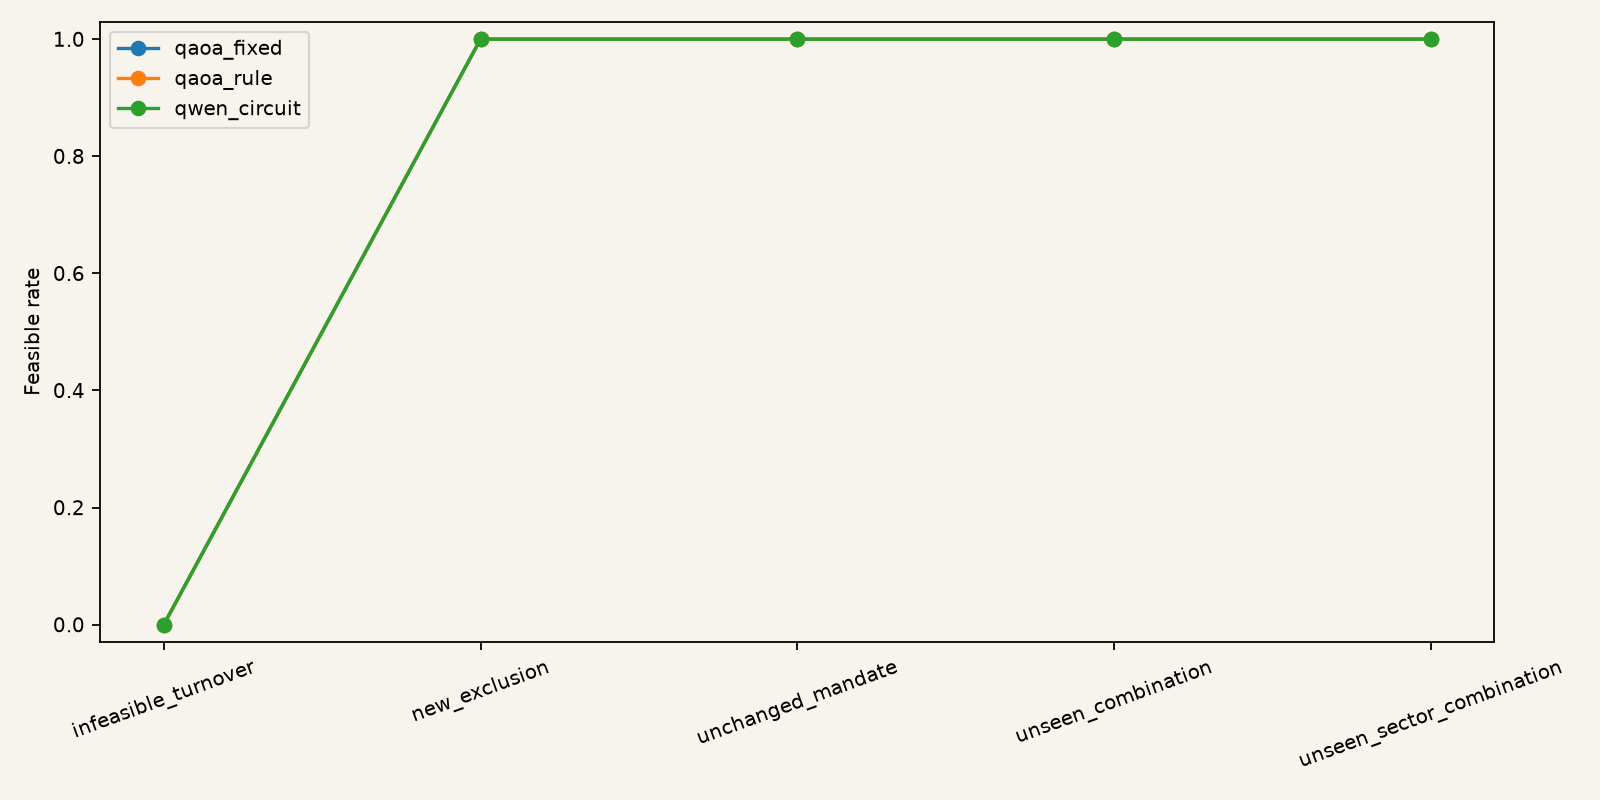 qaoa_fixed
qaoa_rule
qwen_circuit
Feasible rate
1.0
0.8
0.6
0.4
0.2
0.0
infeasible_turnover
new_exclusion
unchanged_mandate
unseen_combination
unseen_sector_combination